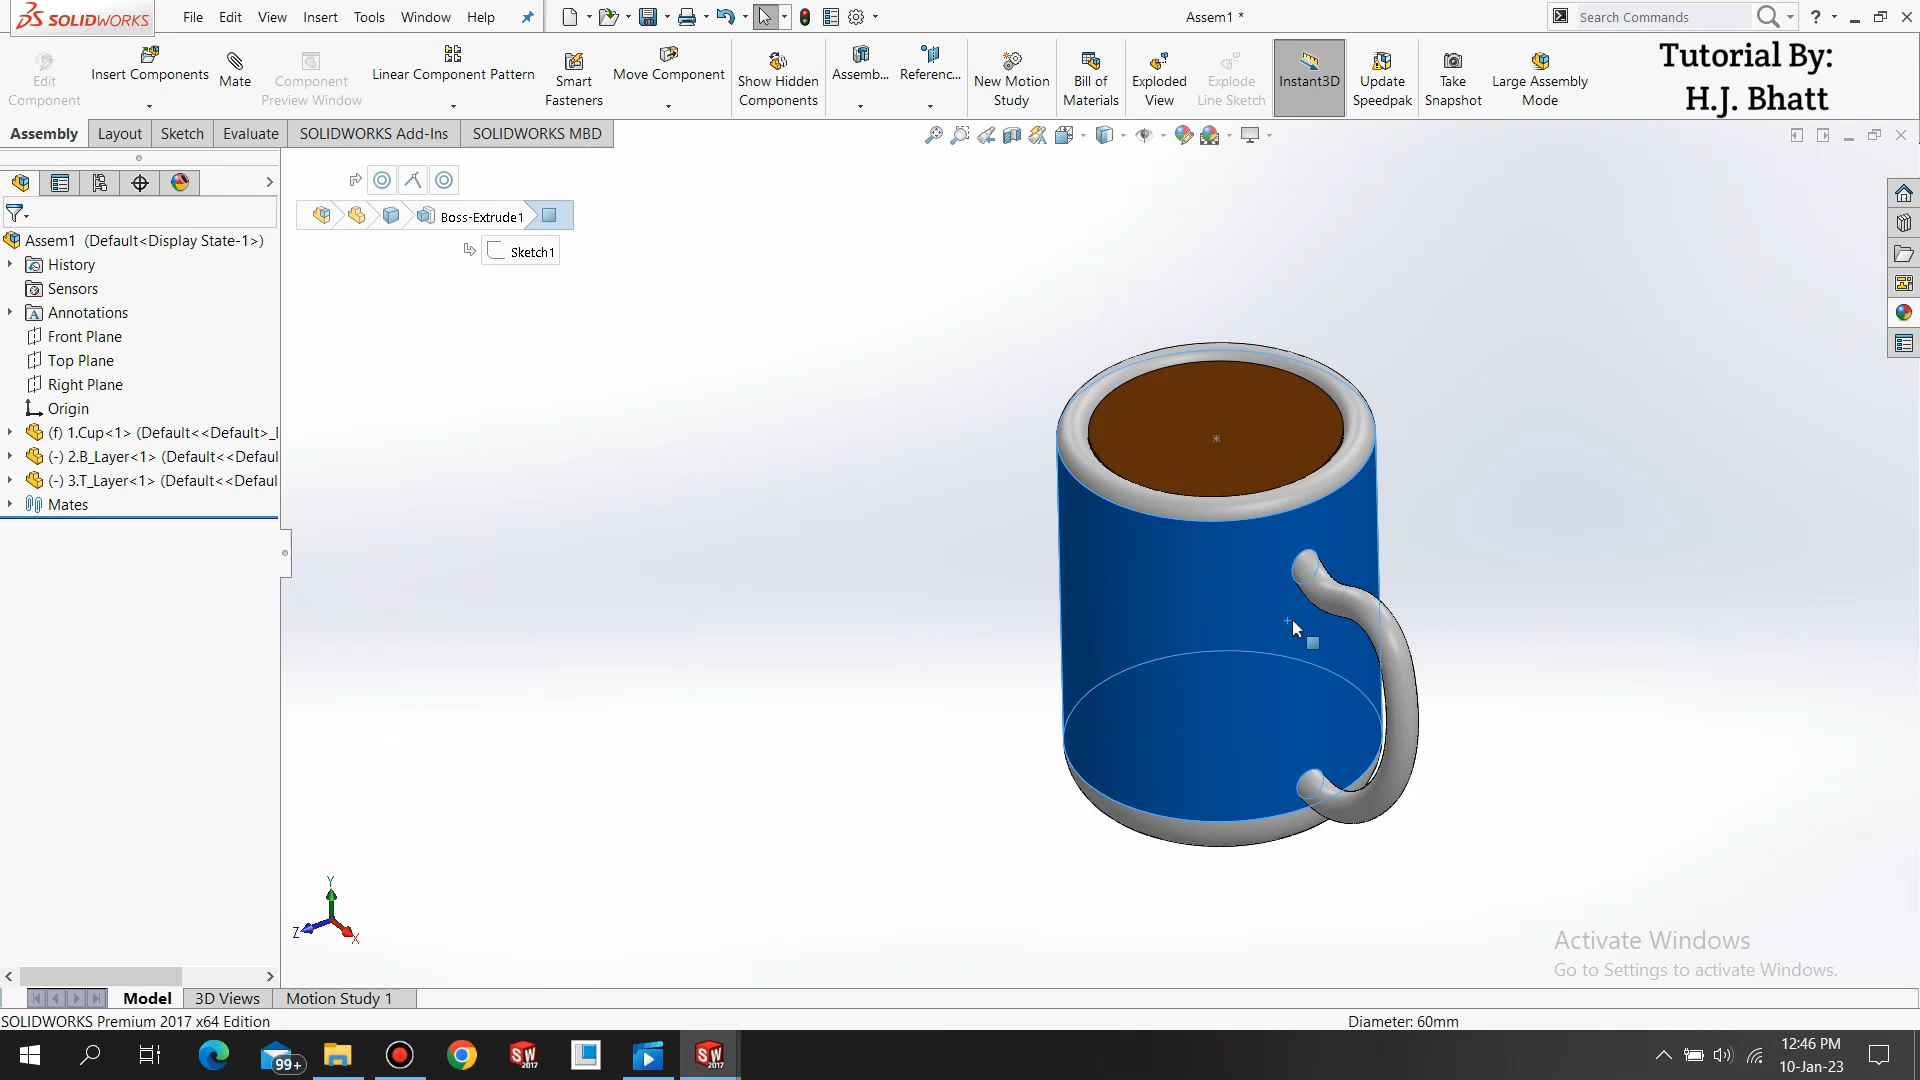 SOLIDWORKS
File Edit View Insert Tools Window Help
Assem1 *
Search Commands
?
Edit Component
Insert Components
Mate
Component Preview Window
Linear Component Pattern
Smart Fasteners
Move Component
Show Hidden Components
Assemb...
Referenc...
New Motion Study
Bill of Materials
Exploded View
Explode Line Sketch
Instant3D
Update Speedpak
Take Snapshot
Large Assembly Mode
Tutorial By:
H.J. Bhatt
Assembly Layout Sketch Evaluate SOLIDWORKS Add-Ins SOLIDWORKS MBD
Boss-Extrude1
Sketch1
Assem1 (Default<Display State-1>)
History
Sensors
Annotations
Front Plane
Top Plane
Right Plane
Origin
(f) 1.Cup<1> (Default<<Default>_
(-) 2.B_Layer<1> (Default<<Defaul
(-) 3.T_Layer<1> (Default<<Defaul
Mates
Y
Z
X
Activate Windows
Go to Settings to activate Windows.
Model 3D Views Motion Study 1
SOLIDWORKS Premium 2017 x64 Edition
Diameter: 60mm
99+
SW 2017
SW 2017
12:46 PM
10-Jan-23